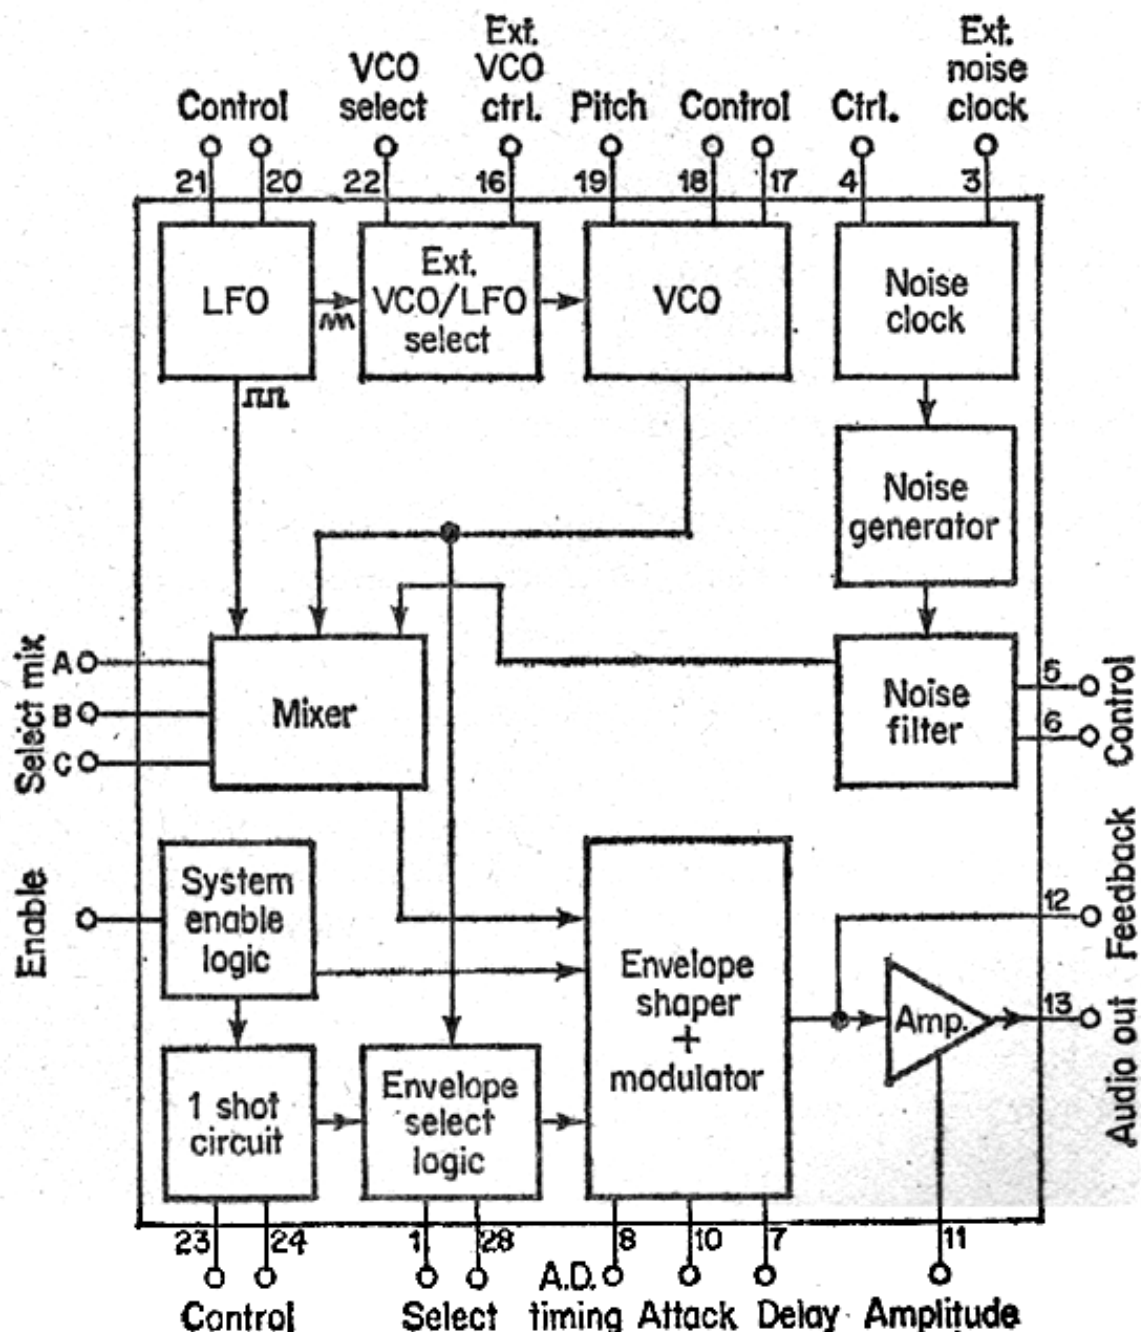 Ext.
VCO
ctrl.
Ext.
noise
clock
VCO
select
Control
Pitch
Control
Ctrl.
21
20
22
16
19
18
17
4
3
LFO
Ext.
VCO/LFO
select
VCO
Noise
clock
Noise
generator
Select mix
A
B
C
Mixer
Noise
filter
5
6
Control
Enable
System
enable
logic
Envelope
shaper
+
modulator
12
Feedback
Amp.
13
Audio out
1 shot
circuit
Envelope
select
logic
23
24
1
28
8
10
7
11
Control
Select
A.D.
timing
Attack
Delay
Amplitude